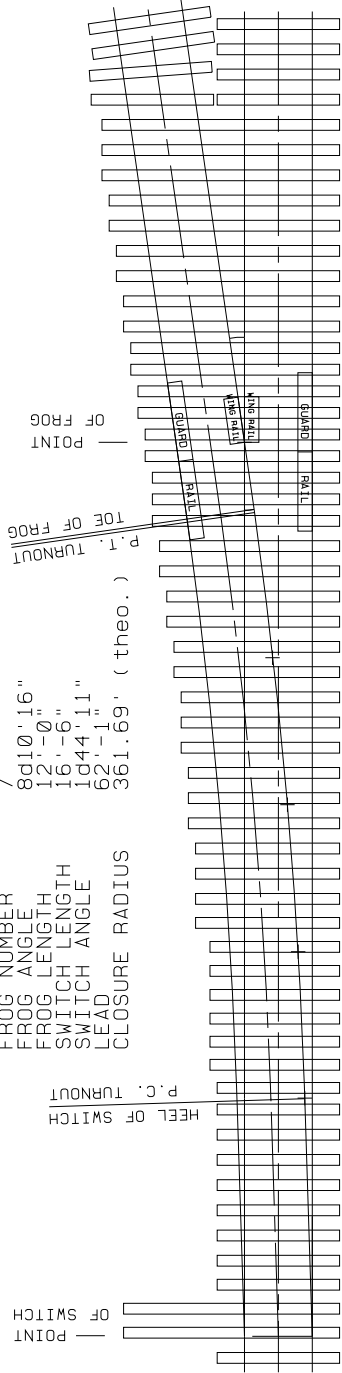 FROG NUMBER 7
FROG ANGLE 8d10'16"
FROG LENGTH 12'-0"
SWITCH LENGTH 16'-6"
SWITCH ANGLE 1d44'11"
LEAD 62'-1"
CLOSURE RADIUS 361.69' (theo.)
POINT
OF FROG
P.T. TURNOUT
TOE OF FROG
GUARD RAIL
WING RAIL
WING RAIL
GUARD RAIL
HEEL OF SWITCH
P.C. TURNOUT
POINT
OF SWITCH